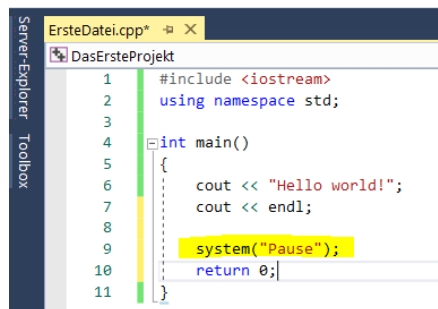 Server-Explorer
Toolbox
ErsteDatei.cpp*
DasErsteProjekt
1 #include <iostream>
2 using namespace std;
3
4 int main()
5 {
6 cout << "Hello world!";
7 cout << endl;
8
9 system("Pause");
10 return 0;
11 }